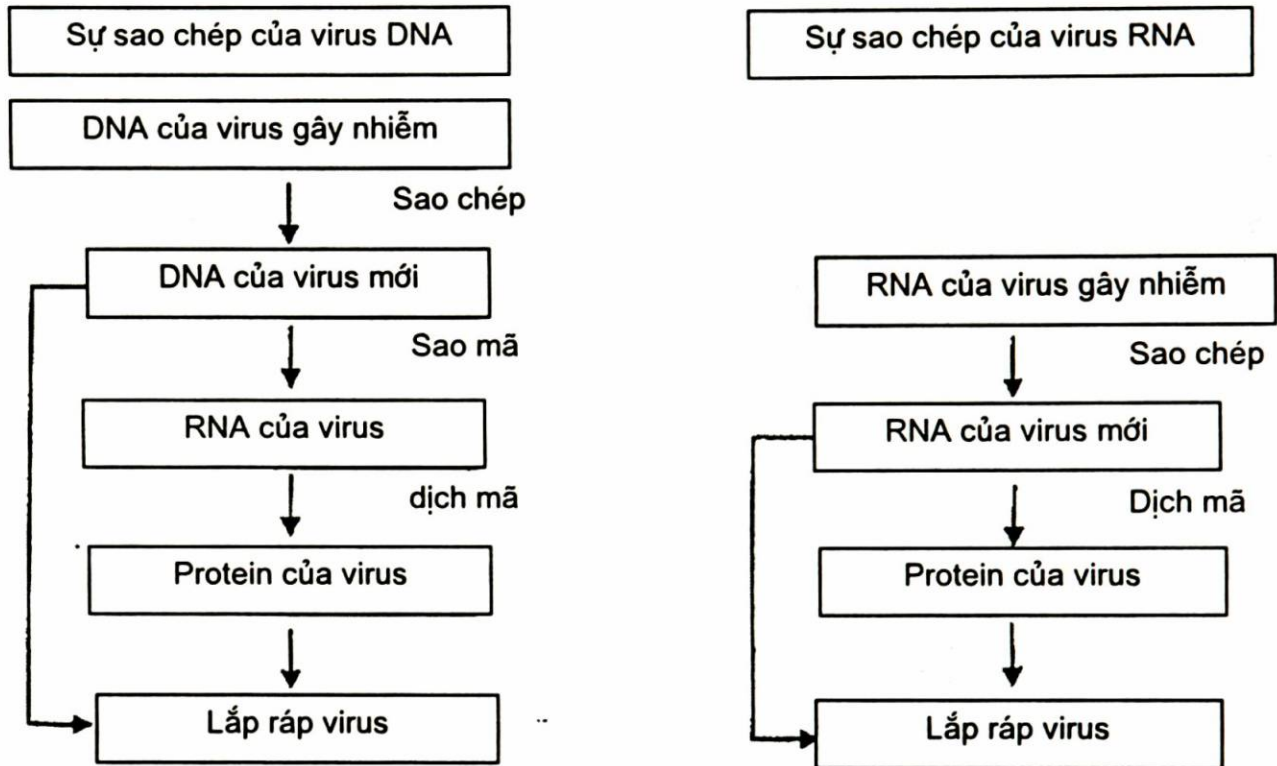 Sự sao chép của virus DNA
DNA của virus gây nhiễm
Sao chép
DNA của virus mới
Sao mã
RNA của virus
dịch mã
Protein của virus
Lắp ráp virus
Sự sao chép của virus RNA
RNA của virus gây nhiễm
Sao chép
RNA của virus mới
Dịch mã
Protein của virus
Lắp ráp virus